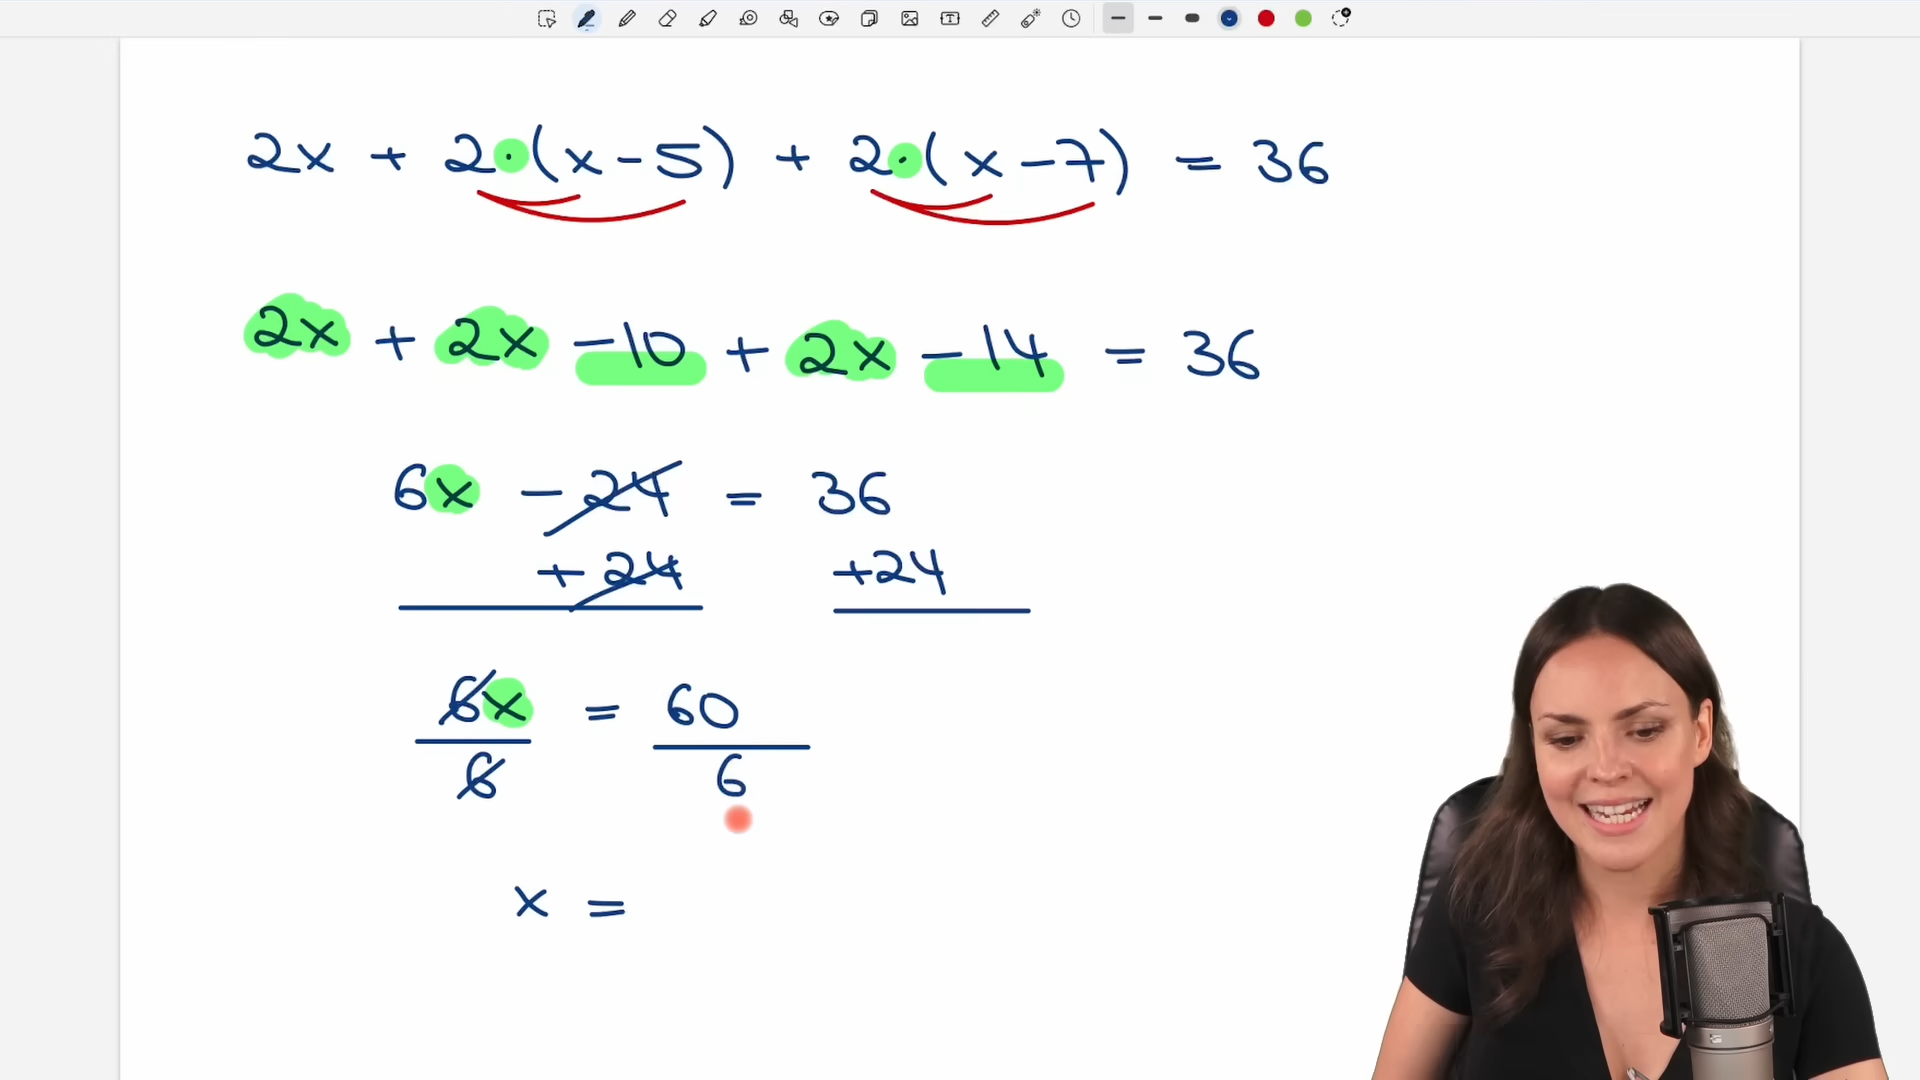 2x + 2·(x-5) + 2·(x-7) = 36
2x + 2x -10 + 2x -14 = 36
6x - 24 = 36
+ 24 +24
6x = 60
6 6
x =